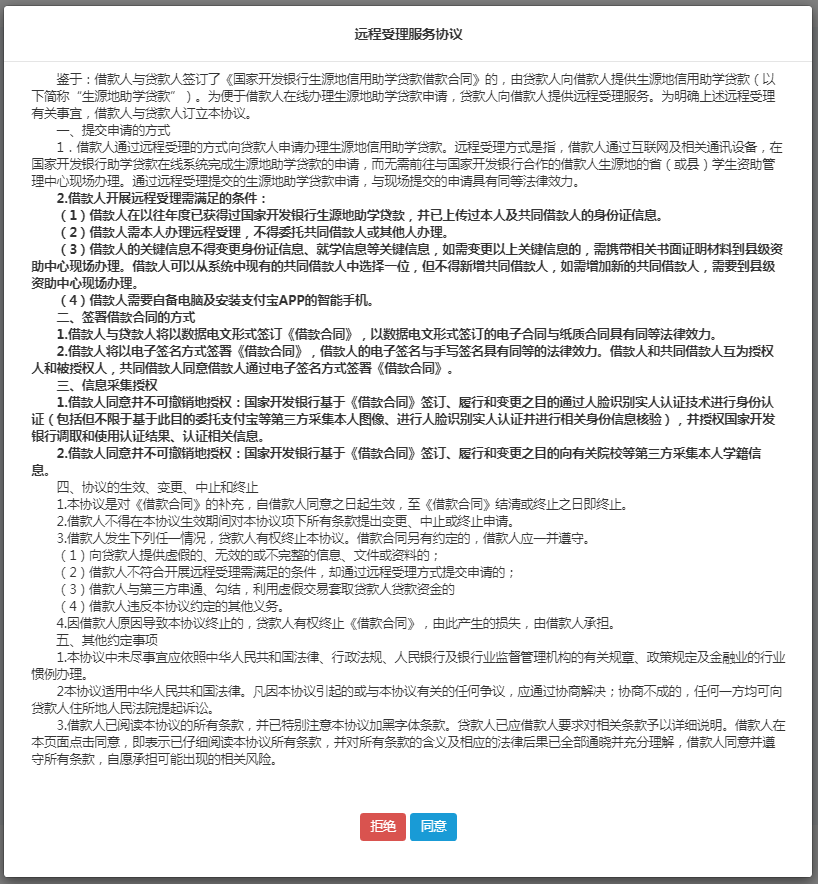 远程受理服务协议
鉴于：借款人与贷款人签订了《国家开发银行生源地信用助学贷款借款合同》的，由贷款人向借款人提供生源地信用助学贷款（以
下简称“生源地助学贷款”）。为便于借款人在线办理生源地助学贷款申请，贷款人向借款人提供远程受理服务。为明确上述远程受理
有关事宜，借款人与贷款人订立本协议。
一、提交申请的方式
1．借款人通过远程受理的方式向贷款人申请办理生源地信用助学贷款。远程受理方式是指，借款人通过互联网及相关通讯设备，在
国家开发银行助学贷款在线系统完成生源地助学贷款的申请，而无需前往与国家开发银行合作的借款人生源地的省（或县）学生资助管
理中心现场办理。通过远程受理提交的生源地助学贷款申请，与现场提交的申请具有同等法律效力。
2.借款人开展远程受理需满足的条件：
（1）借款人在以往年度已获得过国家开发银行生源地助学贷款，并已上传过本人及共同借款人的身份证信息。
（2）借款人需本人办理远程受理，不得委托共同借款人或其他人办理。
（3）借款人的关键信息不得变更身份证信息、就学信息等关键信息，如需变更以上关键信息的，需携带相关书面证明材料到县级资
助中心现场办理。借款人可以从系统中现有的共同借款人中选择一位，但不得新增共同借款人，如需增加新的共同借款人，需要到县级
资助中心现场办理。
（4）借款人需要自备电脑及安装支付宝APP的智能手机。
二、签署借款合同的方式
1.借款人与贷款人将以数据电文形式签订《借款合同》，以数据电文形式签订的电子合同与纸质合同具有同等法律效力。
2.借款人将以电子签名方式签署《借款合同》，借款人的电子签名与手写签名具有同等的法律效力。借款人和共同借款人互为授权
人和被授权人，共同借款人同意借款人通过电子签名方式签署《借款合同》。
三、信息采集授权
1.借款人同意并不可撤销地授权：国家开发银行基于《借款合同》签订、履行和变更之目的通过人脸识别实人认证技术进行身份认
证（包括但不限于基于此目的委托支付宝等第三方采集本人图像、进行人脸识别实人认证并进行相关身份信息核验），并授权国家开发
银行调取和使用认证结果、认证相关信息。
2.借款人同意并不可撤销地授权：国家开发银行基于《借款合同》签订、履行和变更之目的向有关院校等第三方采集本人学籍信
息。
四、协议的生效、变更、中止和终止
1.本协议是对《借款合同》的补充，自借款人同意之日起生效，至《借款合同》结清或终止之日即终止。
2.借款人不得在本协议生效期间对本协议项下所有条款提出变更、中止或终止申请。
3.借款人发生下列任一情况，贷款人有权终止本协议。借款合同另有约定的，借款人应一并遵守。
（1）向贷款人提供虚假的、无效的或不完整的信息、文件或资料的；
（2）借款人不符合开展远程受理需满足的条件，却通过远程受理方式提交申请的；
（3）借款人与第三方串通、勾结，利用虚假交易套取贷款人贷款资金的
（4）借款人违反本协议约定的其他义务。
4.因借款人原因导致本协议终止的，贷款人有权终止《借款合同》，由此产生的损失，由借款人承担。
五、其他约定事项
1.本协议中未尽事宜应依照中华人民共和国法律、行政法规、人民银行及银行业监督管理机构的有关规章、政策规定及金融业的行业
惯例办理。
2本协议适用中华人民共和国法律。凡因本协议引起的或与本协议有关的任何争议，应通过协商解决；协商不成的，任何一方均可向
贷款人住所地人民法院提起诉讼。
3.借款人已阅读本协议的所有条款，并已特别注意本协议加黑字体条款。贷款人已应借款人要求对相关条款予以详细说明。借款人在
本页面点击同意，即表示已仔细阅读本协议所有条款，并对所有条款的含义及相应的法律后果已全部通晓并充分理解，借款人同意并遵
守所有条款，自愿承担可能出现的相关风险。
拒绝 同意